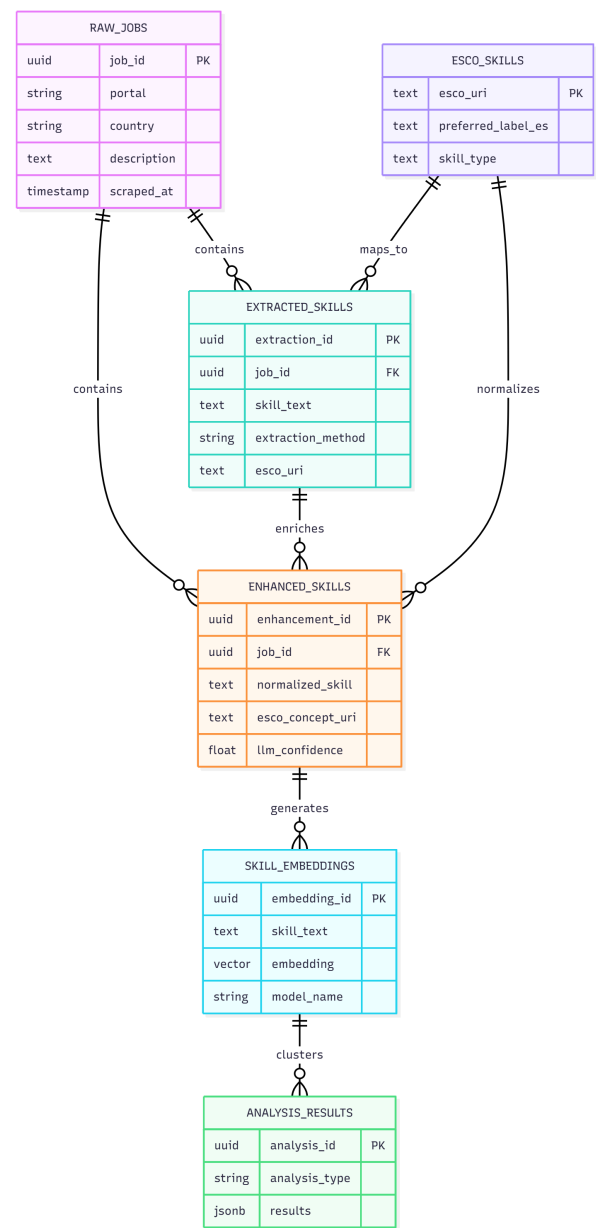 RAW_JOBS
uuid job_id PK
string portal
string country
text description
timestamp scraped_at
ESCO_SKILLS
text esco_uri PK
text preferred_label_es
text skill_type
contains
maps_to
EXTRACTED_SKILLS
uuid extraction_id PK
uuid job_id FK
text skill_text
string extraction_method
text esco_uri
contains
normalizes
enriches
ENHANCED_SKILLS
uuid enhancement_id PK
uuid job_id FK
text normalized_skill
text esco_concept_uri
float llm_confidence
generates
SKILL_EMBEDDINGS
uuid embedding_id PK
text skill_text
vector embedding
string model_name
clusters
ANALYSIS_RESULTS
uuid analysis_id PK
string analysis_type
jsonb results